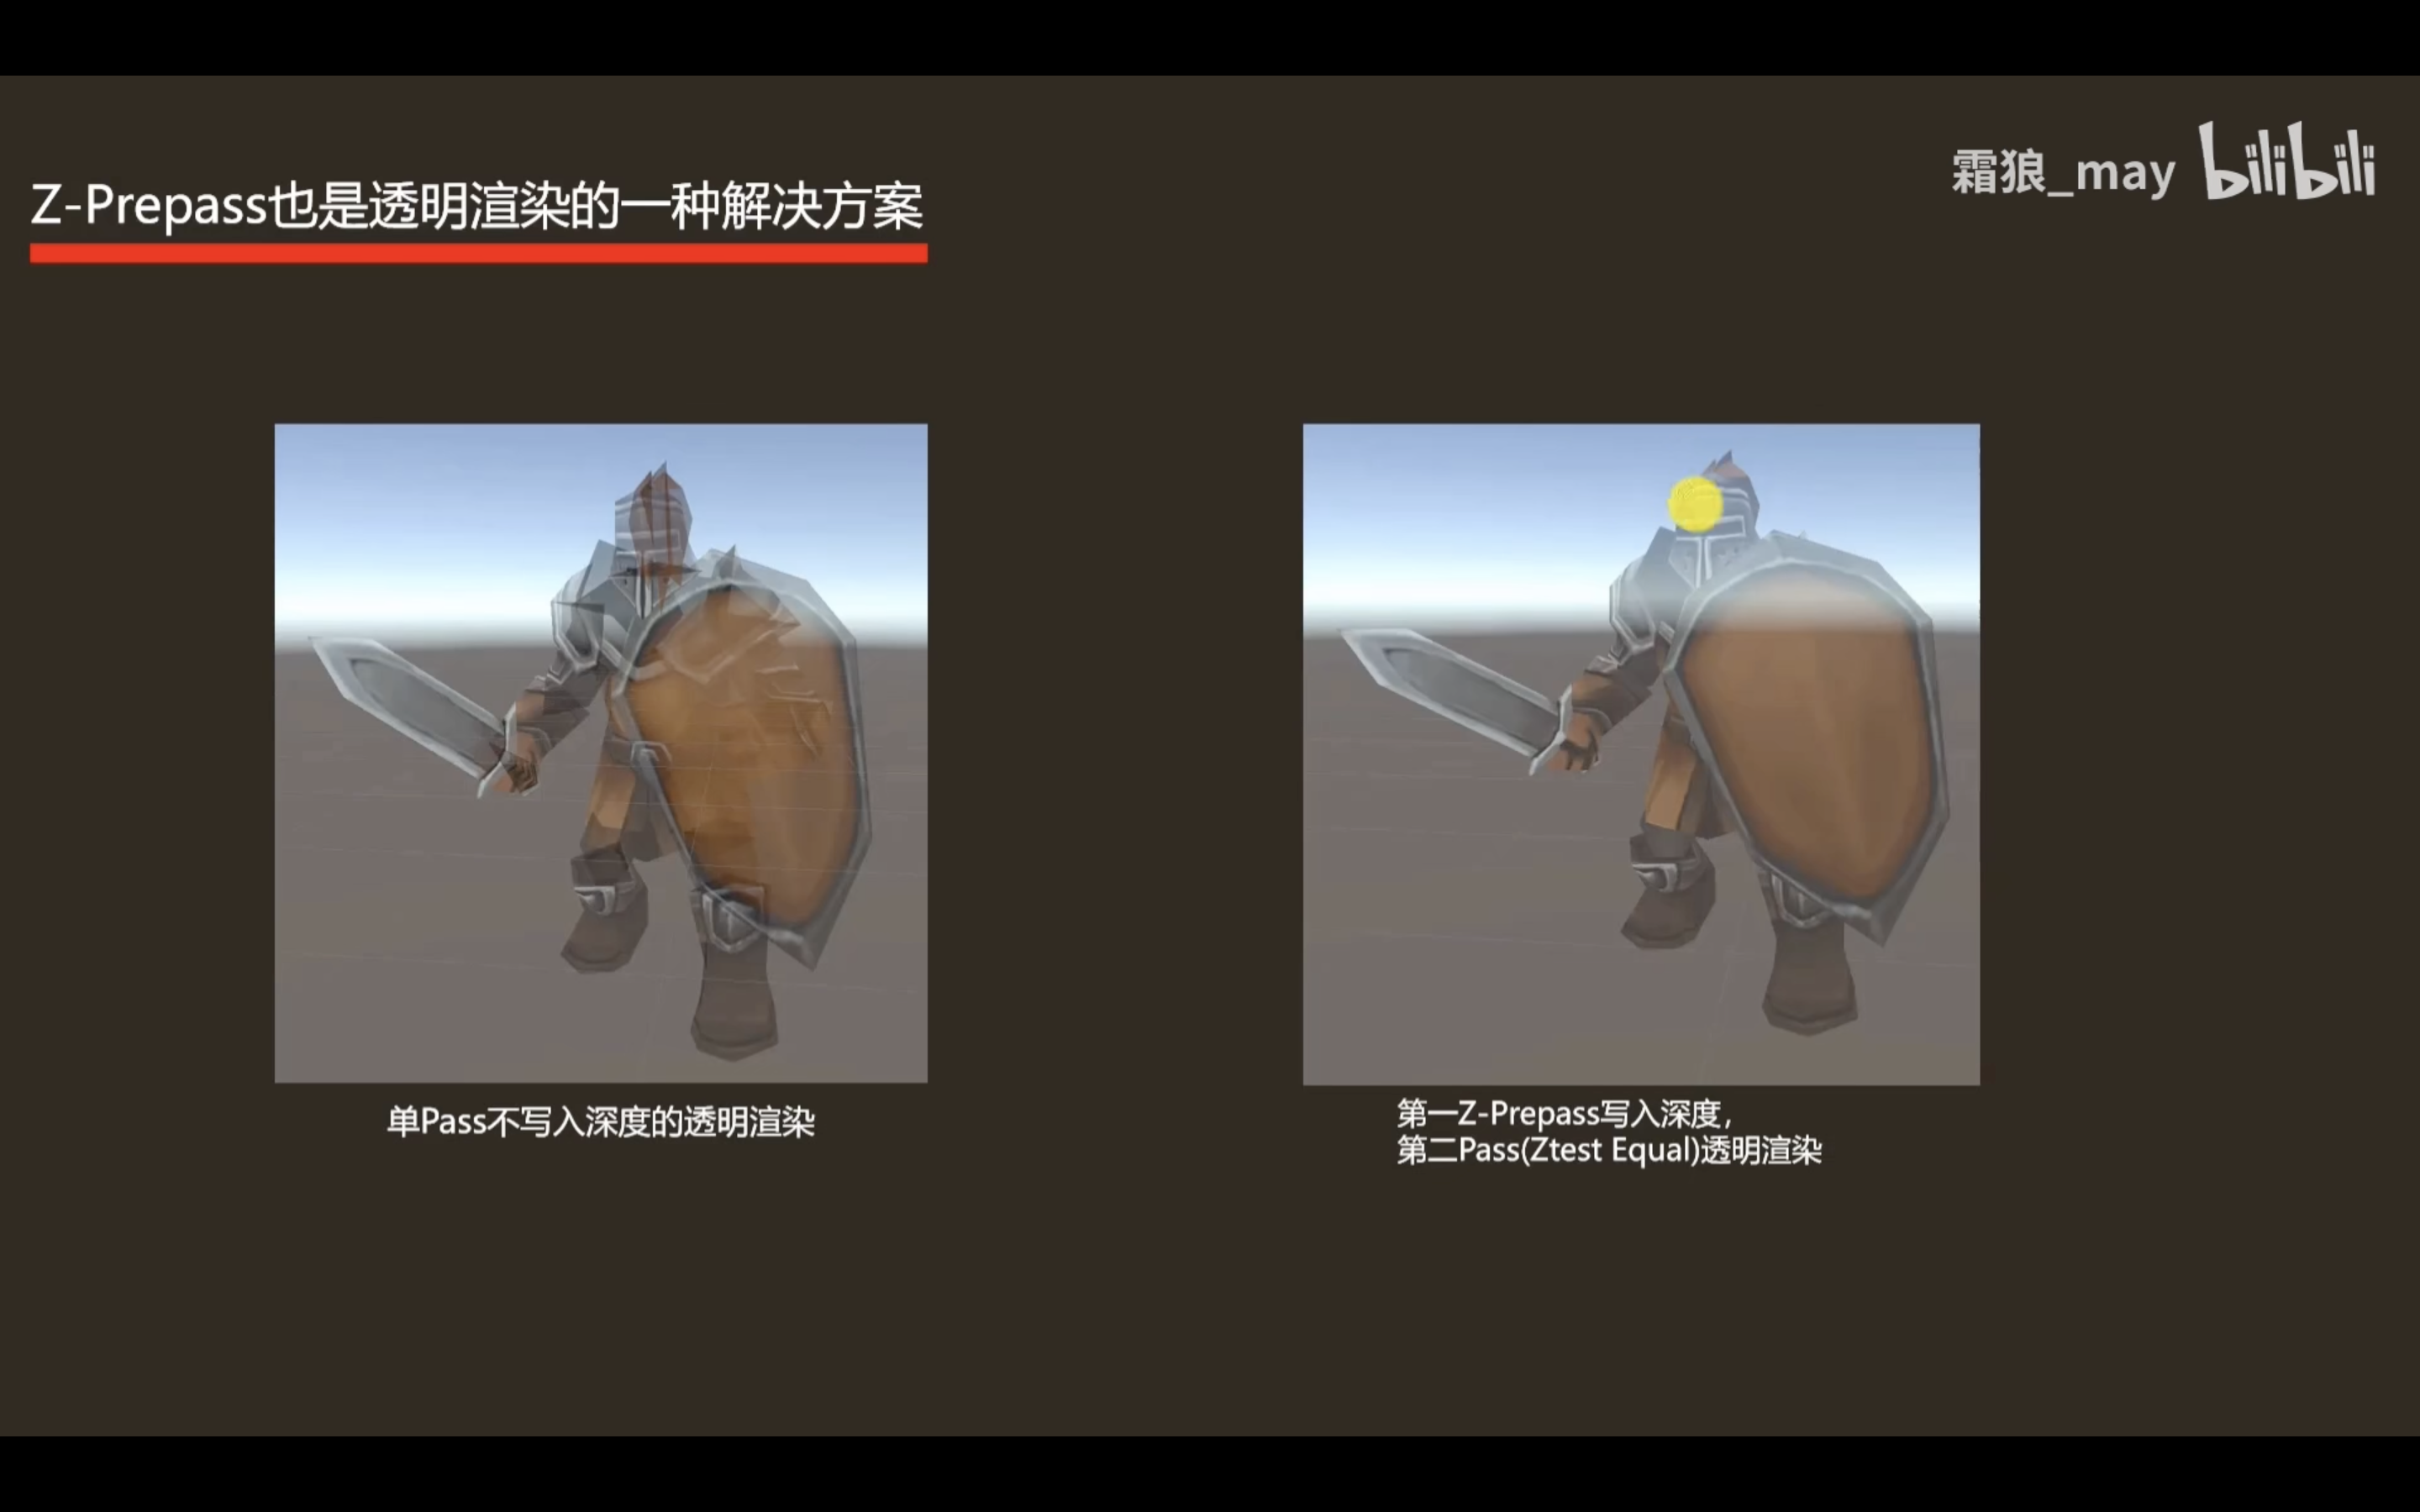 霜狼_may bilibili
Z-Prepass也是透明渲染的一种解决方案
单Pass不写入深度的透明渲染
第一Z-Prepass写入深度，
第二Pass(Ztest Equal)透明渲染